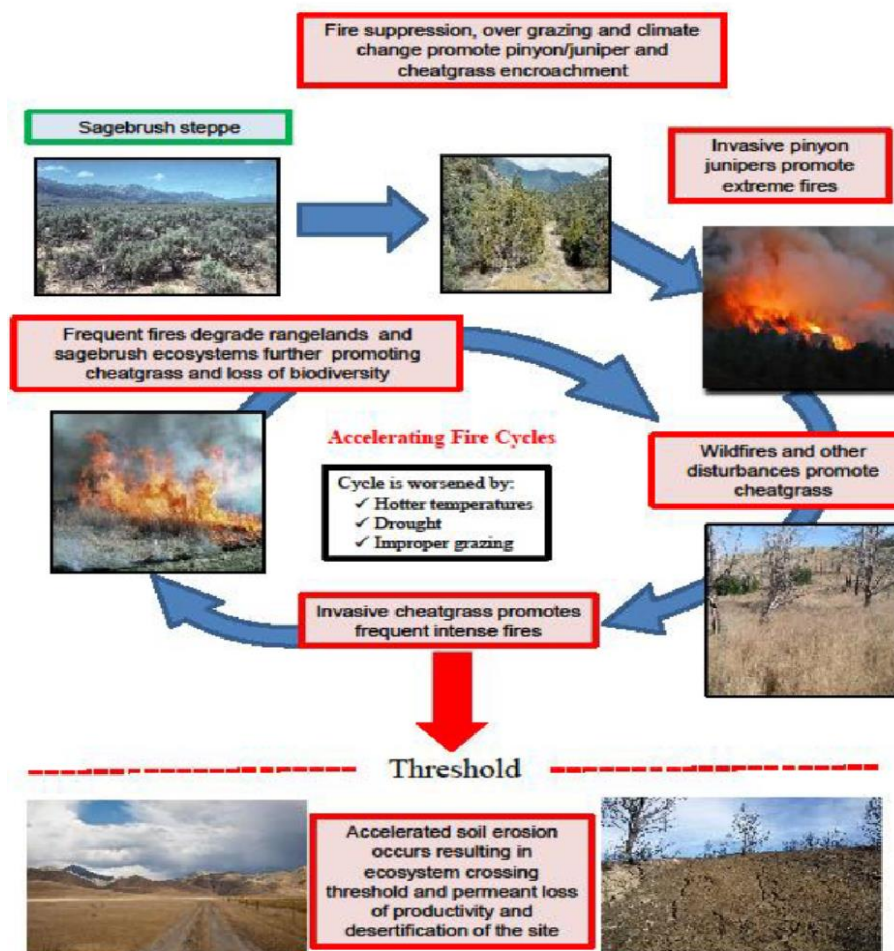 Fire suppression, over grazing and climate
change promote pinyon/juniper and
cheatgrass encroachment
Sagebrush steppe
Invasive pinyon
junipers promote
extreme fires
Frequent fires degrade rangelands and
sagebrush ecosystems further promoting
cheatgrass and loss of biodiversity
Accelerating Fire Cycles
Cycle is worsened by:
✓ Hotter temperatures
✓ Drought
✓ Improper grazing
Wildfires and other
disturbances promote
cheatgrass
Invasive cheatgrass promotes
frequent intense fires
Threshold
Accelerated soil erosion
occurs resulting in
ecosystem crossing
threshold and permeant loss
of productivity and
desertification of the site